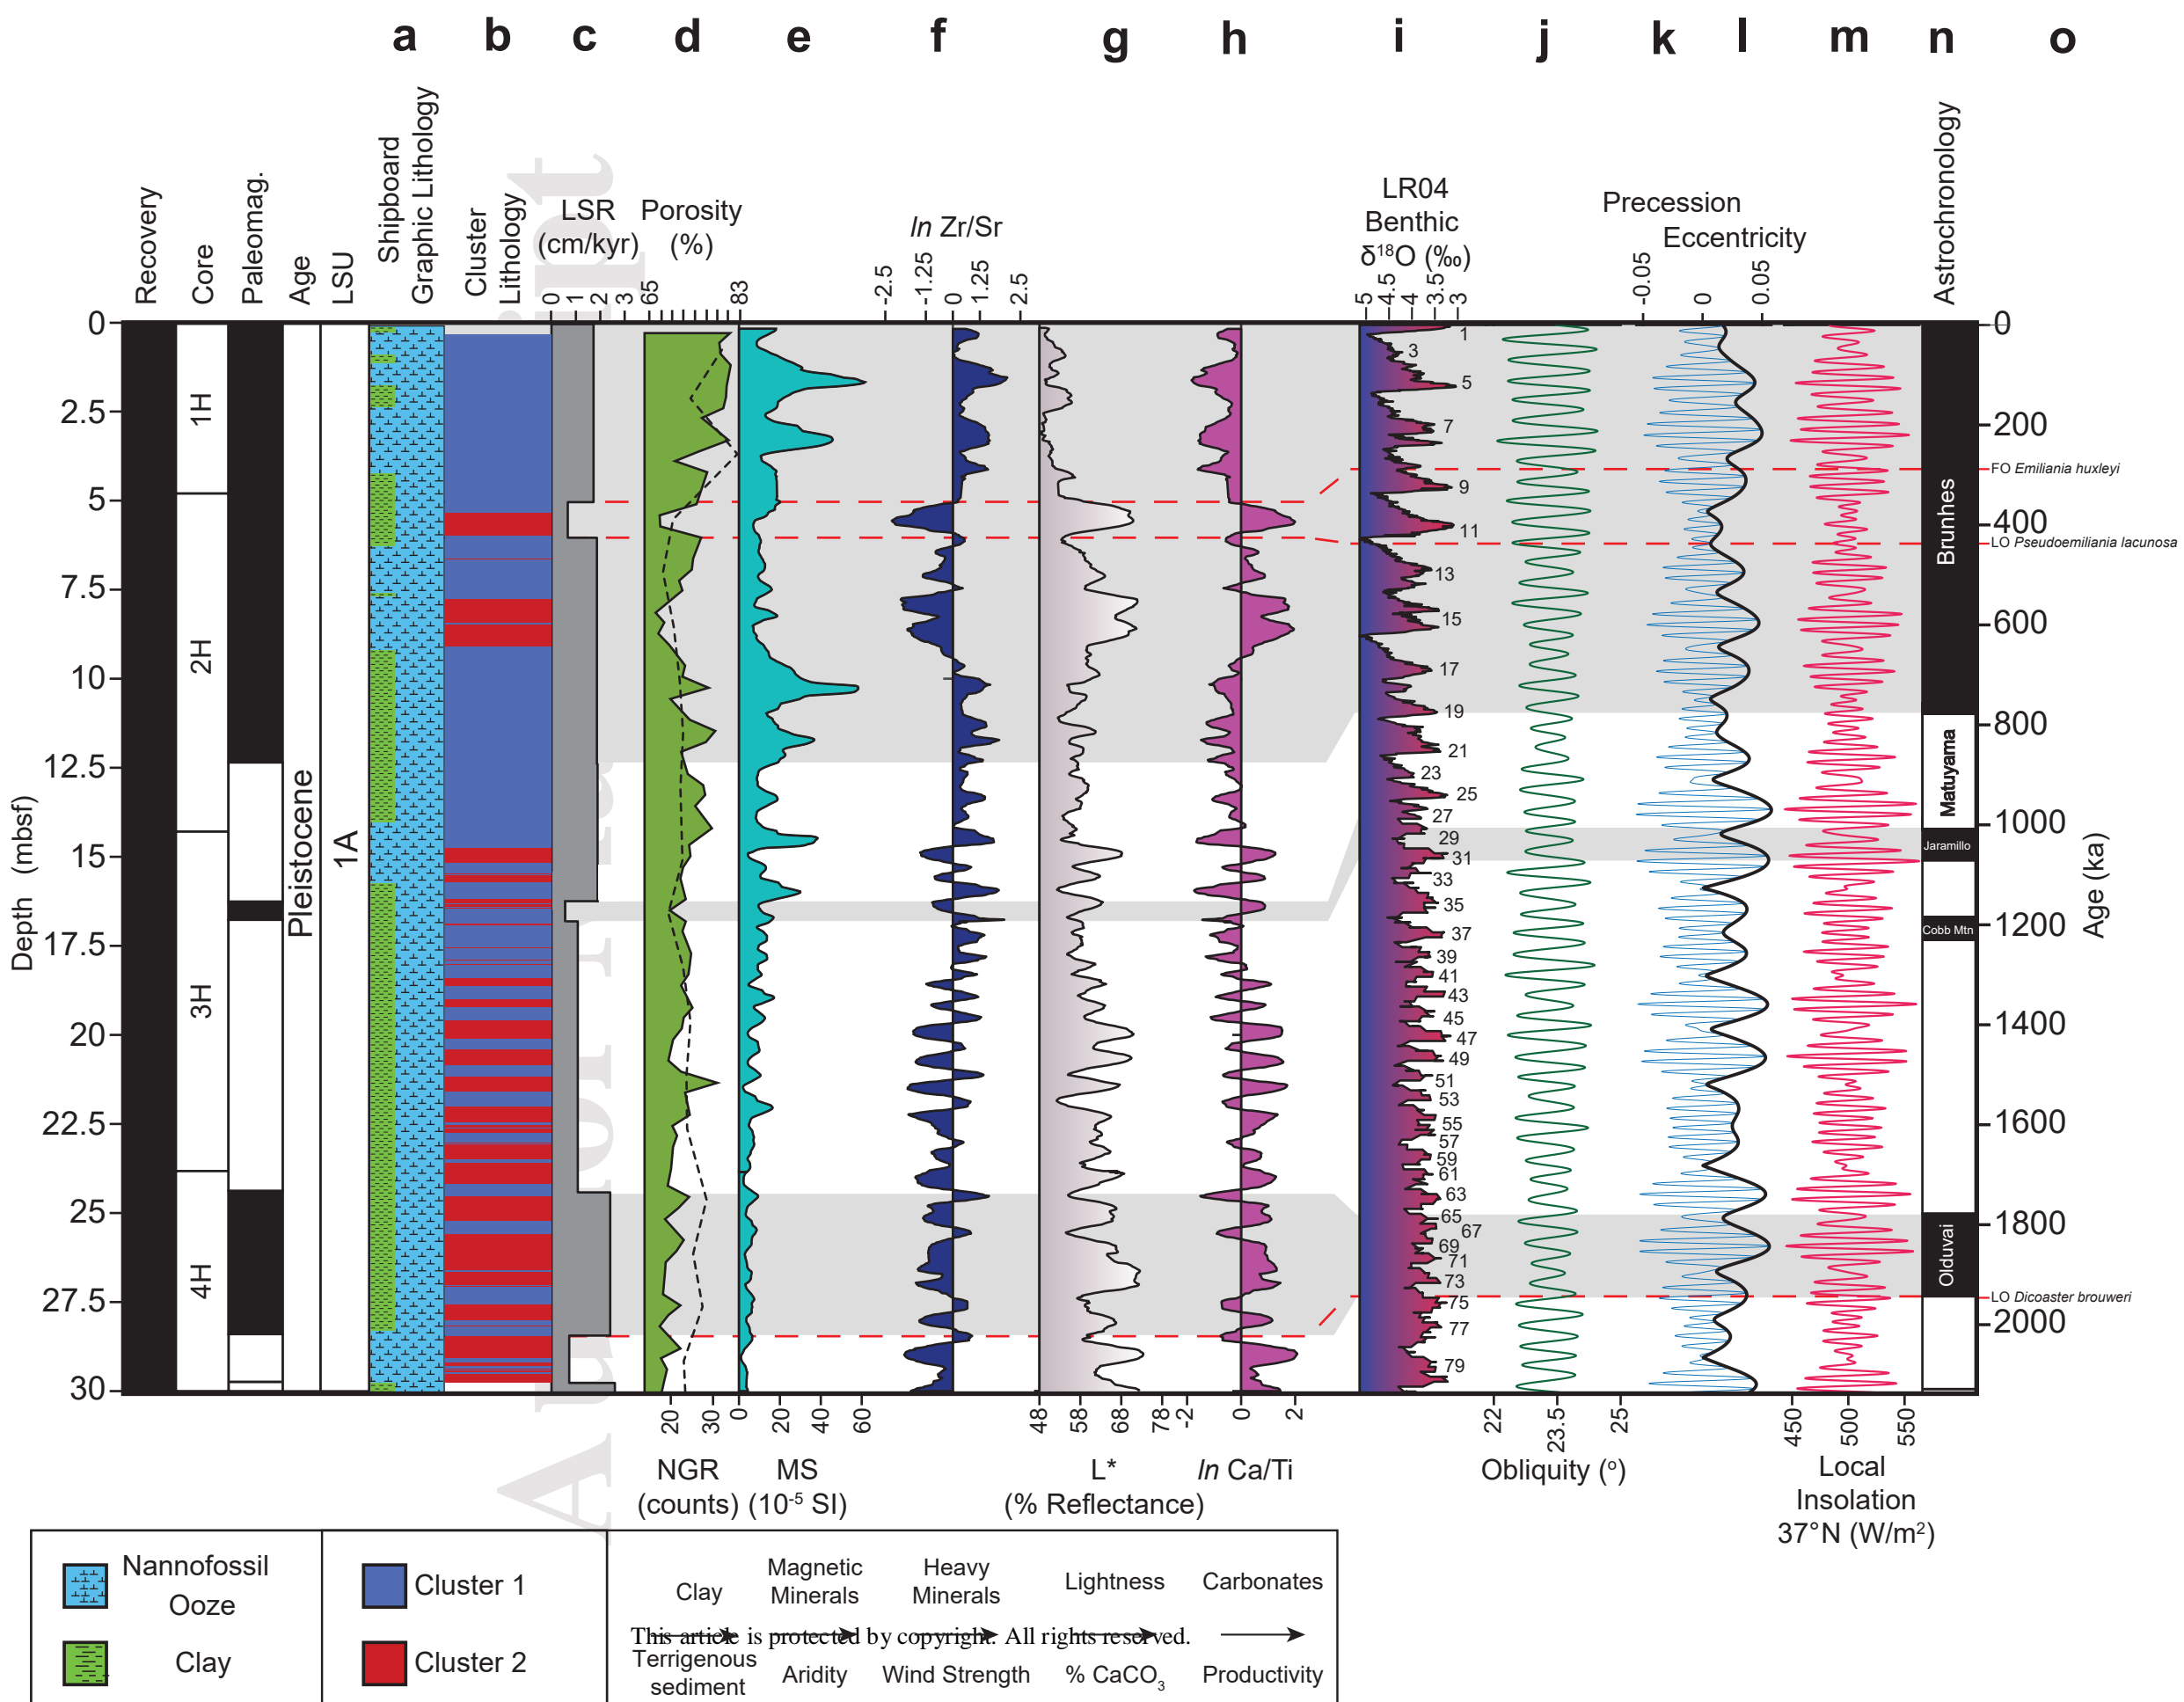 a b c d e f g h i j k l m n o
Recovery
Core
Paleomag.
Age
LSU
Shipboard
Graphic Lithology
Cluster
Lithology
LSR
(cm/kyr)
0 1 2 3
Porosity
(%)
65 83
ln Zr/Sr
-2.5 -1.25 0 1.25 2.5
LR04
Benthic
δ18O (‰)
5 4.5 4 3.5 3
Precession
Eccentricity
-0.05 0 0.05
Astrochronology
Depth (mbsf)
0
2.5
5
7.5
10
12.5
15
17.5
20
22.5
25
27.5
30
1H
2H
3H
4H
Pleistocene
1A
1
3
5
7
9
11
13
15
17
19
21
23
25
27
29
31
33
35
37
39
41
43
45
47
49
51
53
55
57
59
61
63
65
67
69
71
73
75
77
79
Brunhes
Matuyama
Jaramillo
Cobb Mtn
Olduvai
0
200
FO Emiliania huxleyi
400
LO Pseudoemiliania lacunosa
600
800
1000
1200
1400
1600
1800
LO Dicoaster brouweri
2000
Age (ka)
20 30
NGR
(counts)
0 20 40 60
MS
(10-5 SI)
48 58 68 78
L*
(% Reflectance)
-2 0 2
ln Ca/Ti
22 23.5 25
Obliquity (o)
450 500 550
Local
Insolation
37°N (W/m2)
Nannofossil
Ooze
Clay
Cluster 1
Cluster 2
Clay
Magnetic
Minerals
Heavy
Minerals
Lightness
Carbonates
This article is protected by copyright. All rights reserved.
Terrigenous
sediment
Aridity
Wind Strength
% CaCO3
Productivity